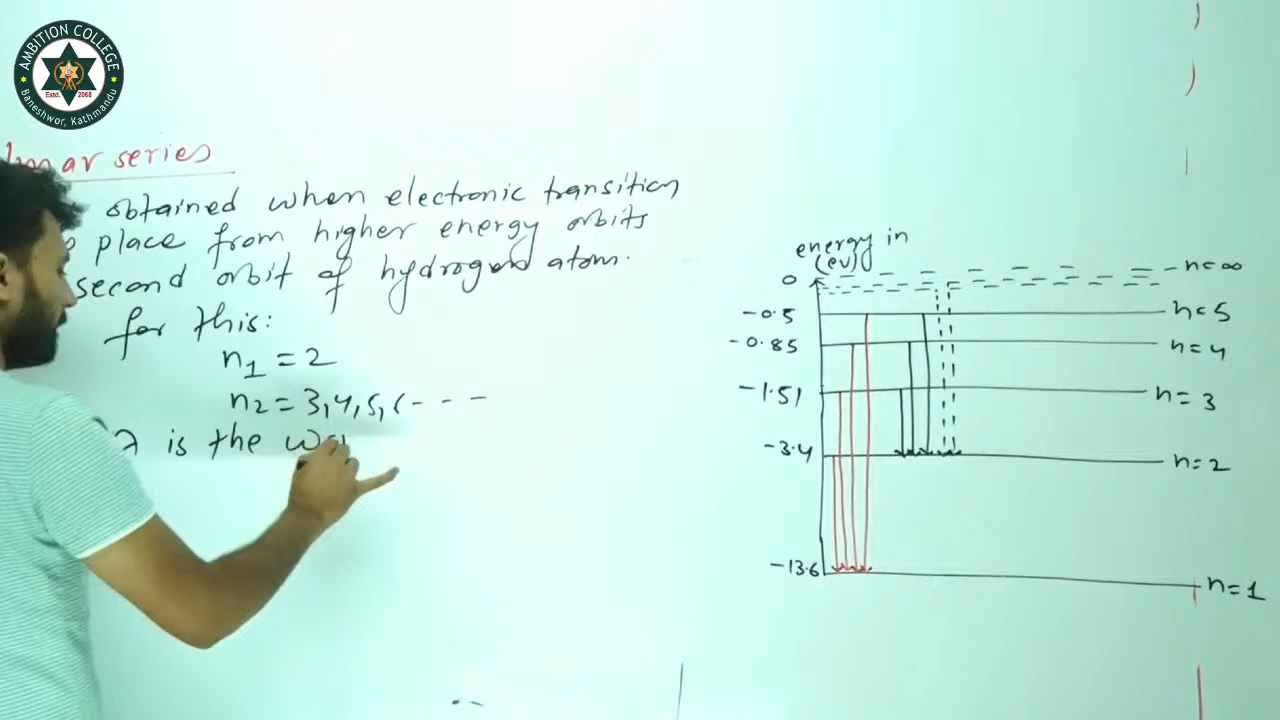 AMBITION COLLEGE
Estd. 2068
Baneshwor, Kathmandu
lmar series
obtained when electronic transition
place from higher energy orbits
second orbit of hydrogen atom.
for this:
n1 = 2
n2 = 3,4,5,6 - - -
λ is the wa
energy in
(ev)
0
n=∞
-0.5
n=5
-0.85
n=4
-1.51
n=3
-3.4
n=2
-13.6
n=1